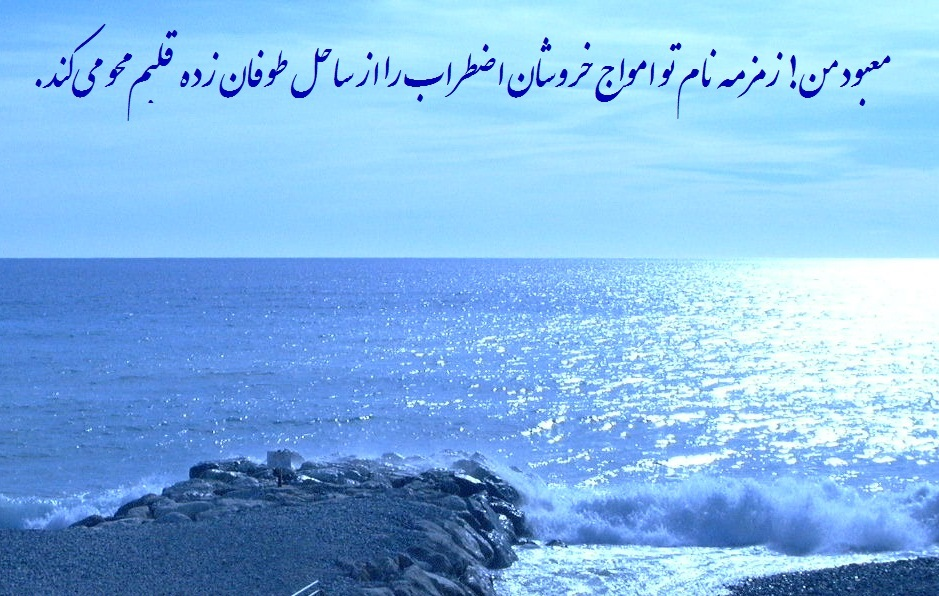 معبود من! زمزمه نام تو امواج خروشان اضطراب را از ساحل طوفان زده قلبم محو می‌کند.